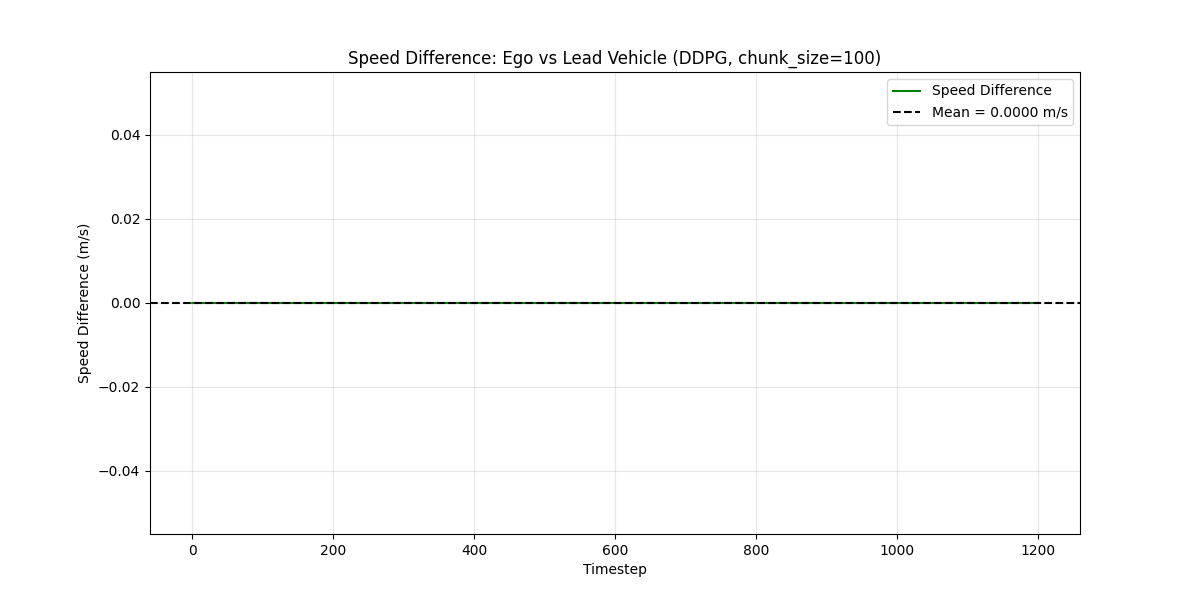 Speed Difference: Ego vs Lead Vehicle (DDPG, chunk_size=100)
Speed Difference
Mean = 0.0000 m/s
Speed Difference (m/s)
0.04
0.02
0.00
−0.02
−0.04
0 200 400 600 800 1000 1200
Timestep